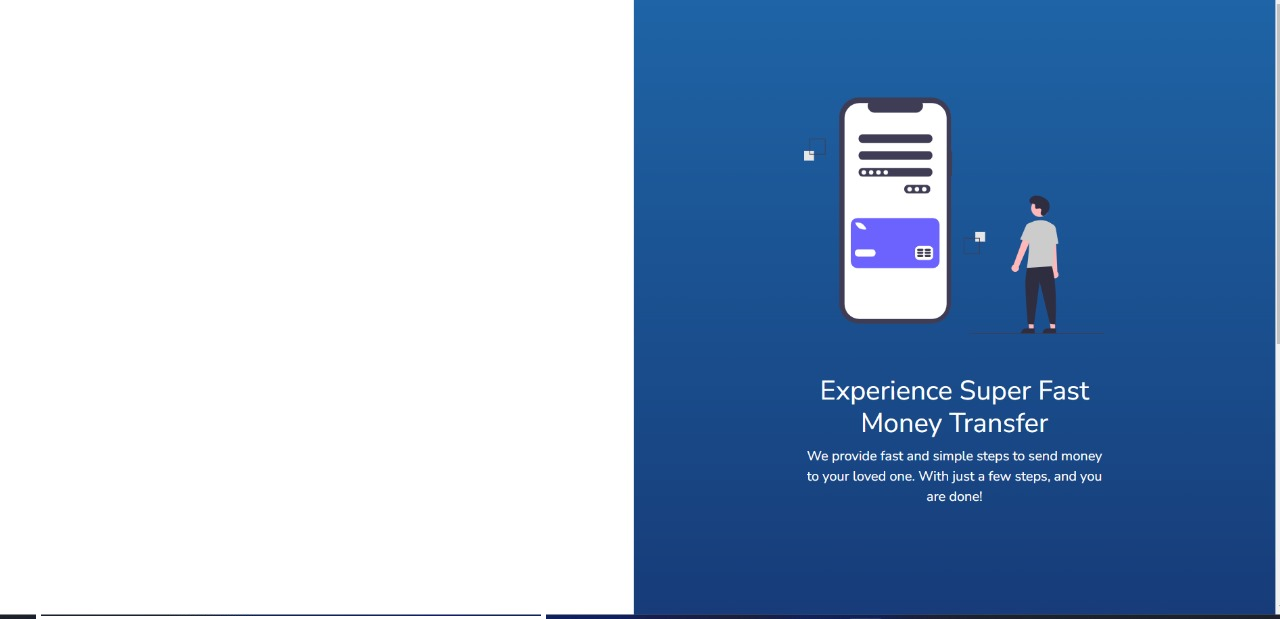 Experience Super Fast
Money Transfer
We provide fast and simple steps to send money
to your loved one. With just a few steps, and you
are done!